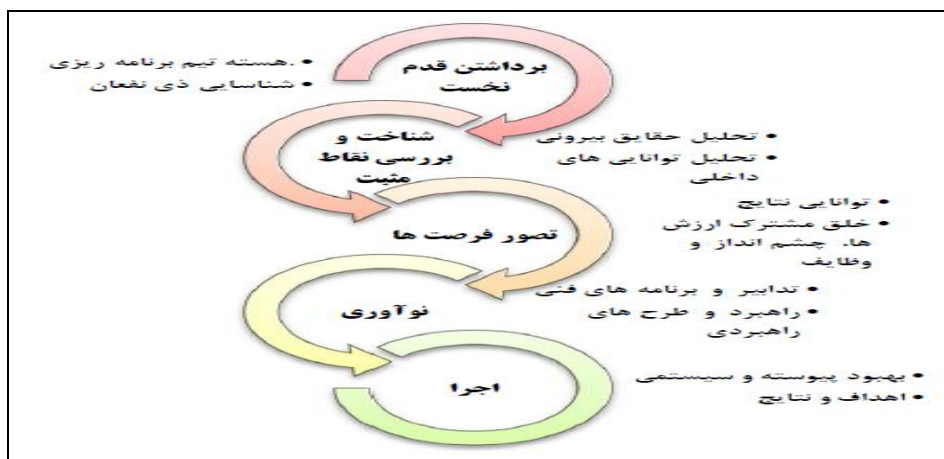 برداشتن قدم
نخست
• .هسته تیم برنامه ریزی
• شناسایی ذی نفعان
شناخت و
بررسی نقاط
مثبت
• تحلیل حقایق بیرونی
• تحلیل توانایی های
داخلی
تصور فرصت ها
• توانایی نتایج
• خلق مشترک ارزش
ها، چشم انداز و
وظایف
نوآوری
• تدابیر و برنامه های فنی
• راهبرد و طرح های
راهبردی
اجرا
• بهبود پیوسته و سیستمی
• اهداف و نتایج